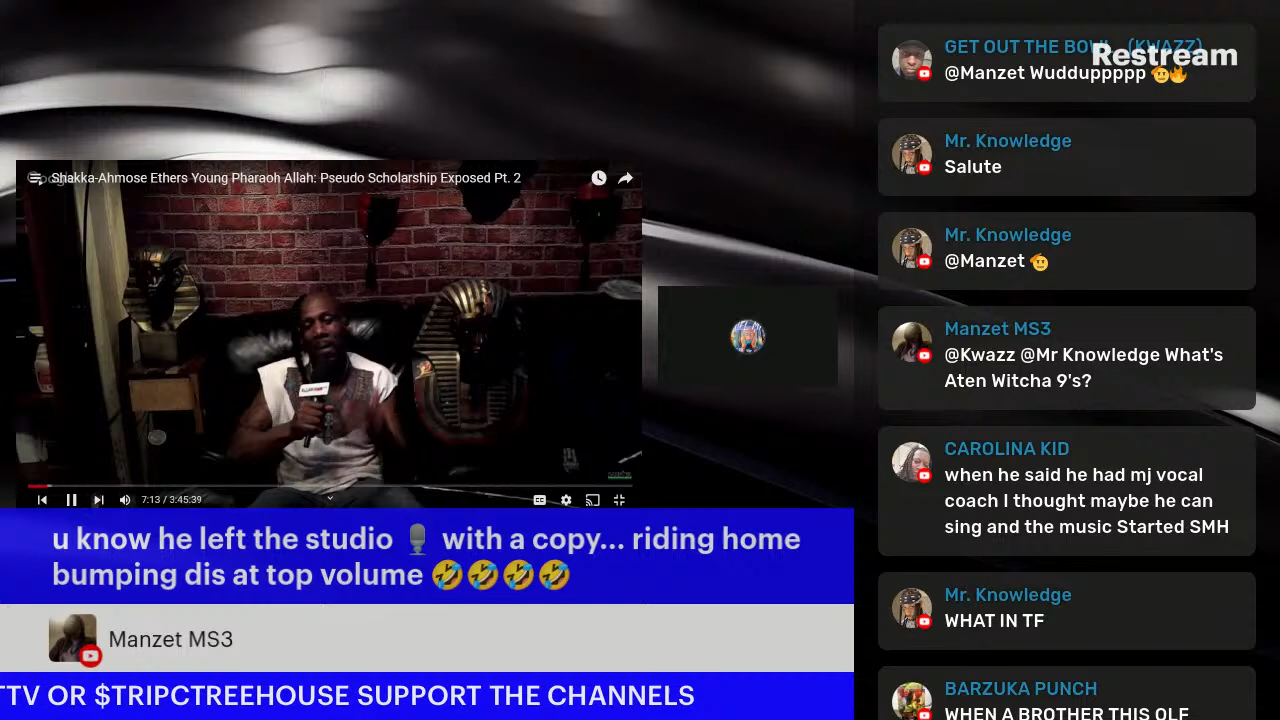 Shakka-Ahmose Ethers Young Pharaoh Allah: Pseudo Scholarship Exposed Pt. 2
7:13 / 3:45:39
u know he left the studio 🎙️ with a copy... riding home
bumping dis at top volume 🤣🤣🤣🤣
Manzet MS3
TTV OR $TRIPCTREEHOUSE SUPPORT THE CHANNELS
Restream
GET OUT THE BOWL (KWAZZ)
@Manzet Wudduppppp 🫡🔥
Mr. Knowledge
Salute
Mr. Knowledge
@Manzet 🫡
Manzet MS3
@Kwazz @Mr Knowledge What's
Aten Witcha 9's?
CAROLINA KID
when he said he had mj vocal
coach I thought maybe he can
sing and the music Started SMH
Mr. Knowledge
WHAT IN TF
BARZUKA PUNCH
WHEN A BROTHER THIS OLE